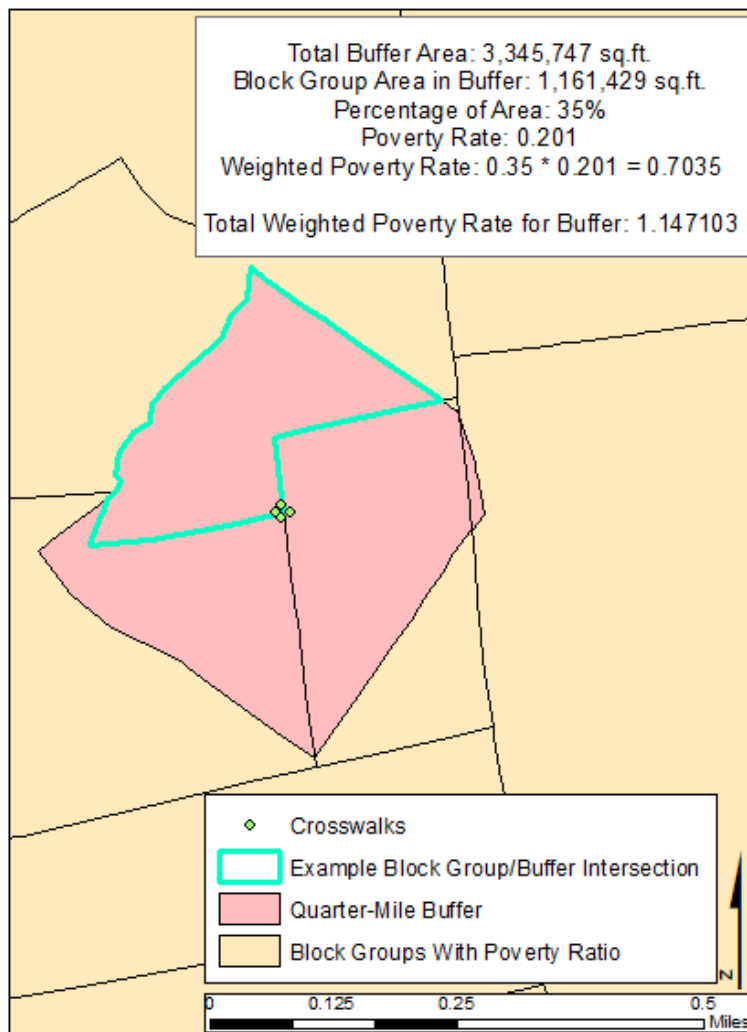 Total Buffer Area: 3,345,747 sq.ft.
Block Group Area in Buffer: 1,161,429 sq.ft.
Percentage of Area: 35%
Poverty Rate: 0.201
Weighted Poverty Rate: 0.35 * 0.201 = 0.7035
Total Weighted Poverty Rate for Buffer: 1.147103
Crosswalks
Example Block Group/Buffer Intersection
Quarter-Mile Buffer
Block Groups With Poverty Ratio
N
0 0.125 0.25 0.5
Miles